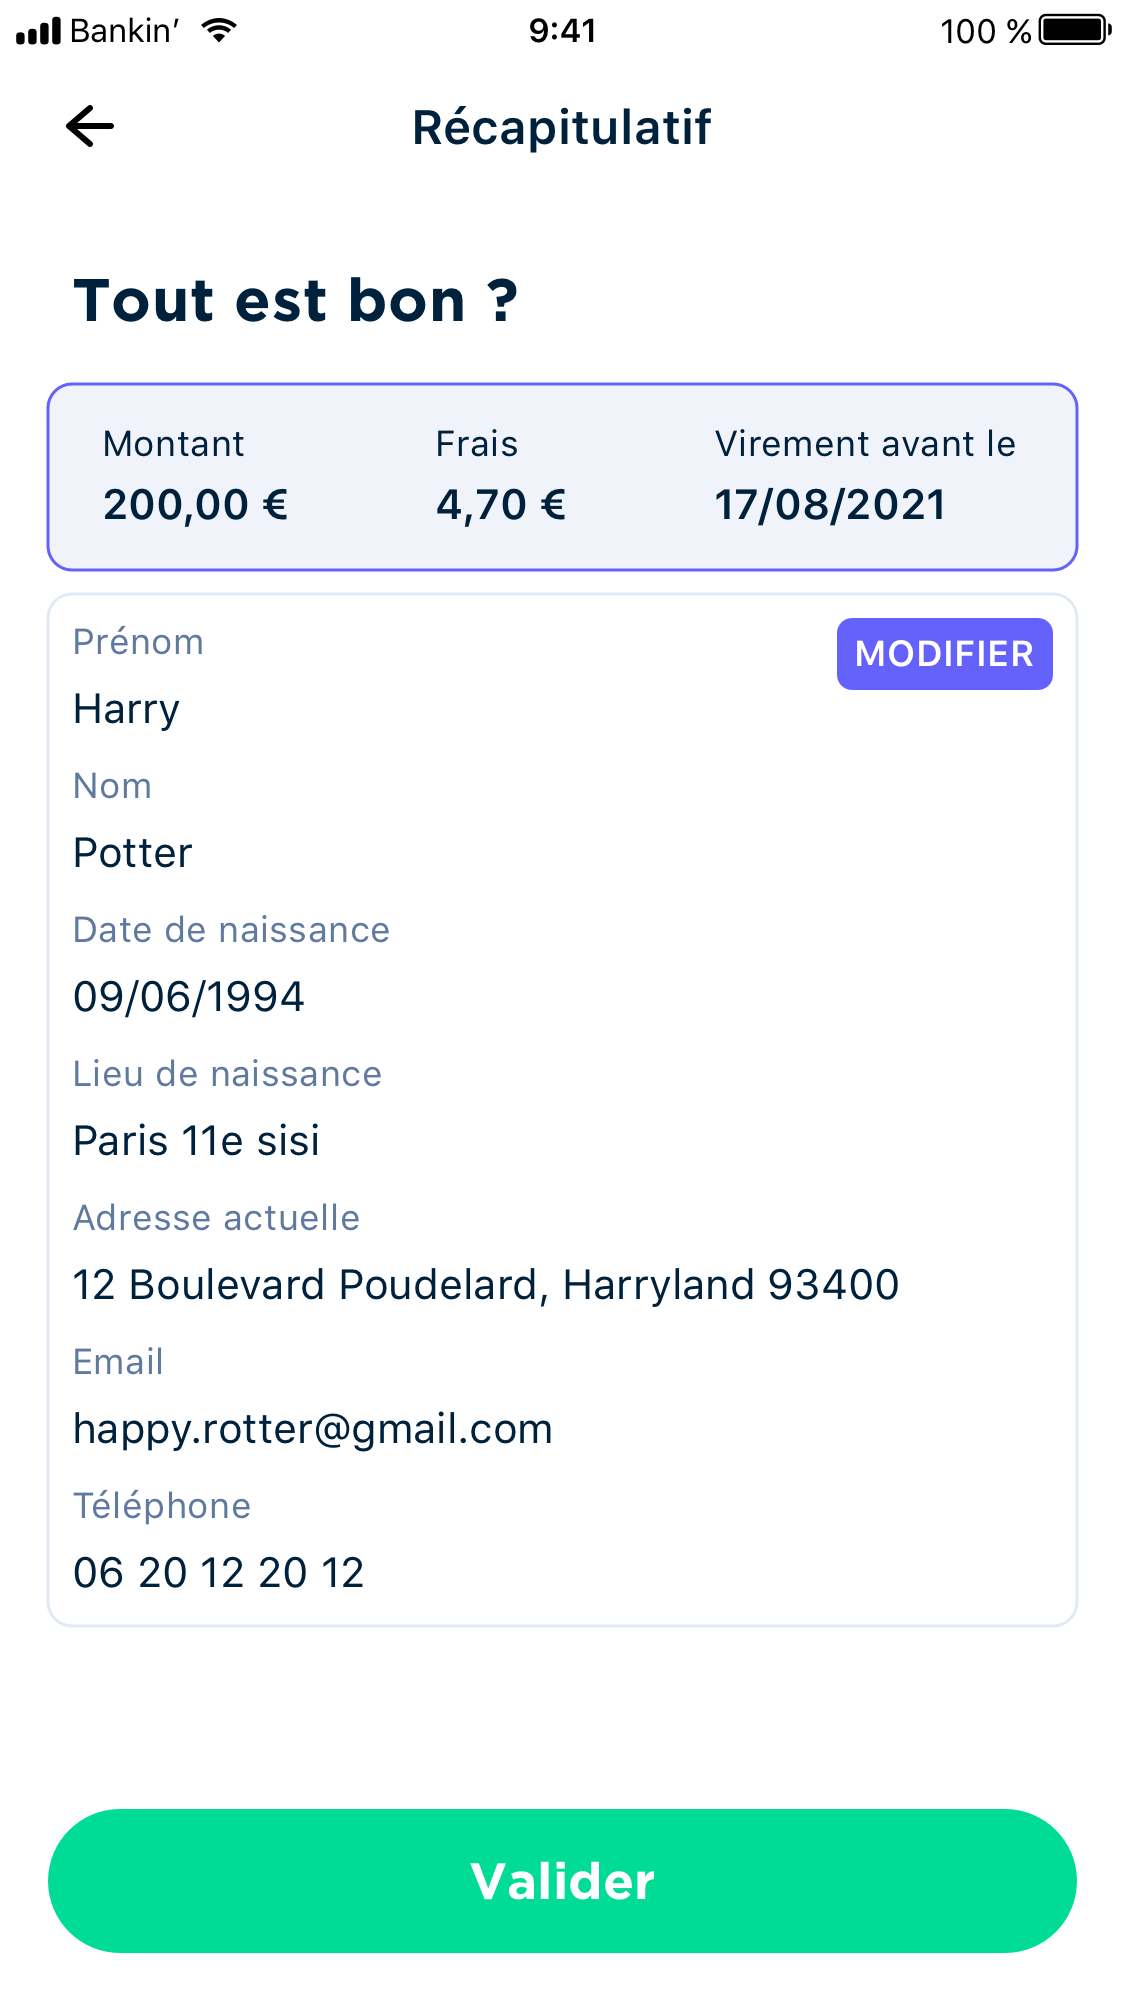 Bankin’ 9:41 100 %
Récapitulatif
Tout est bon ?
Montant Frais Virement avant le
200,00 € 4,70 € 17/08/2021
Prénom MODIFIER
Harry
Nom
Potter
Date de naissance
09/06/1994
Lieu de naissance
Paris 11e sisi
Adresse actuelle
12 Boulevard Poudelard, Harryland 93400
Email
happy.rotter@gmail.com
Téléphone
06 20 12 20 12
Valider